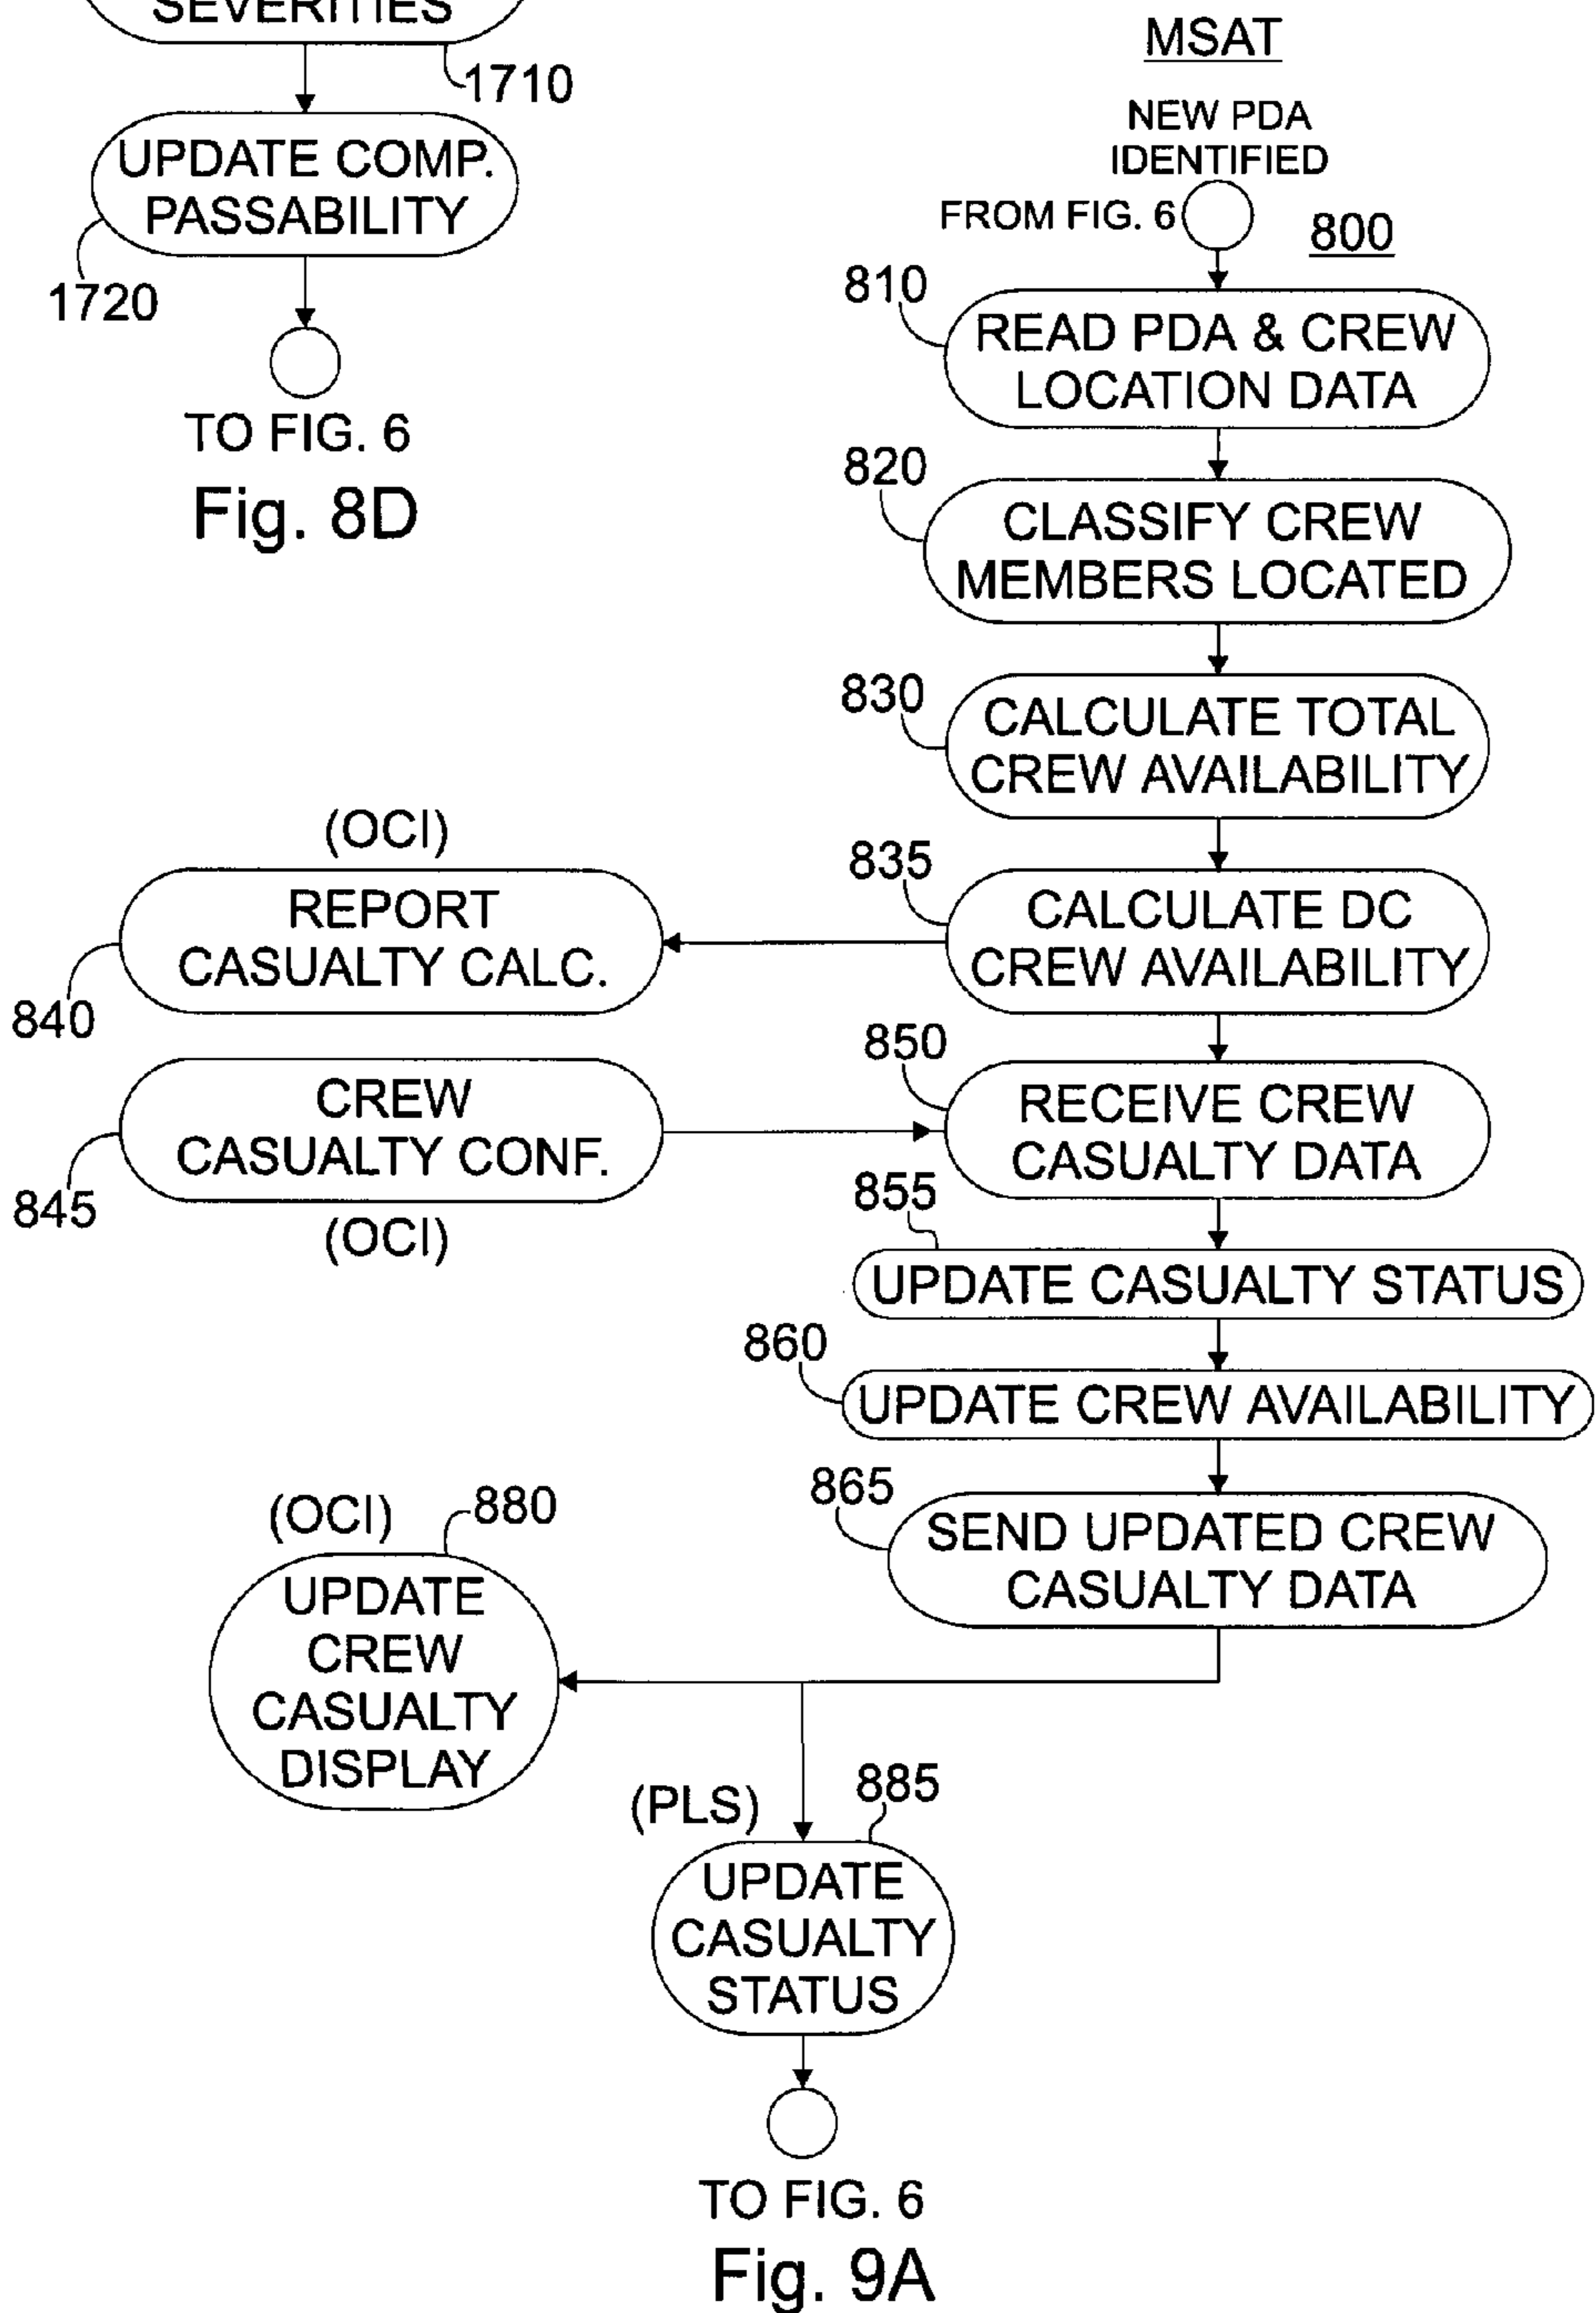 SEVERITIES
1710
UPDATE COMP.
PASSABILITY
1720
TO FIG. 6
Fig. 8D
MSAT
NEW PDA
IDENTIFIED
FROM FIG. 6
800
810
READ PDA & CREW
LOCATION DATA
820
CLASSIFY CREW
MEMBERS LOCATED
830
CALCULATE TOTAL
CREW AVAILABILITY
835
CALCULATE DC
CREW AVAILABILITY
(OCI)
REPORT
CASUALTY CALC.
840
CREW
CASUALTY CONF.
845
(OCI)
850
RECEIVE CREW
CASUALTY DATA
855
UPDATE CASUALTY STATUS
860
UPDATE CREW AVAILABILITY
865
SEND UPDATED CREW
CASUALTY DATA
(OCI)
880
UPDATE
CREW
CASUALTY
DISPLAY
(PLS)
885
UPDATE
CASUALTY
STATUS
TO FIG. 6
Fig. 9A